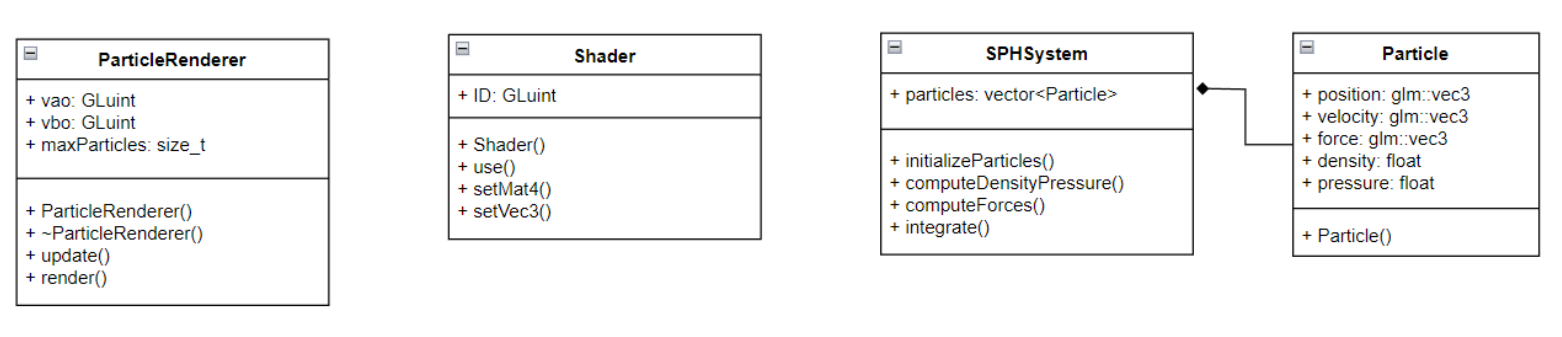 ParticleRenderer
+ vao: GLuint
+ vbo: GLuint
+ maxParticles: size_t
+ ParticleRenderer()
+ ~ParticleRenderer()
+ update()
+ render()
Shader
+ ID: GLuint
+ Shader()
+ use()
+ setMat4()
+ setVec3()
SPHSystem
+ particles: vector<Particle>
+ initializeParticles()
+ computeDensityPressure()
+ computeForces()
+ integrate()
Particle
+ position: glm::vec3
+ velocity: glm::vec3
+ force: glm::vec3
+ density: float
+ pressure: float
+ Particle()